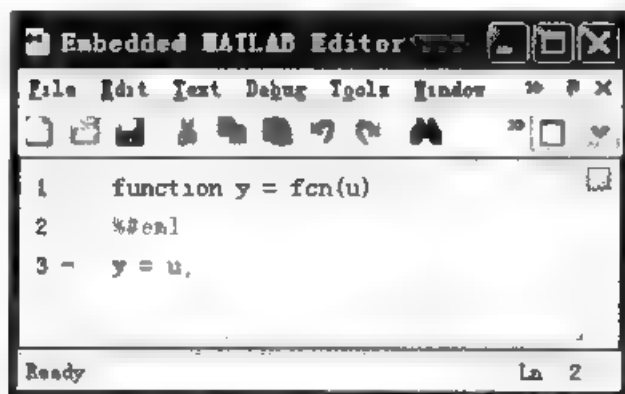 Embedded MATLAB Editor
File Edit Text Debug Tools Window
1 function y = fcn(u)
2 %#eml
3 - y = u;
Ready Ln 2